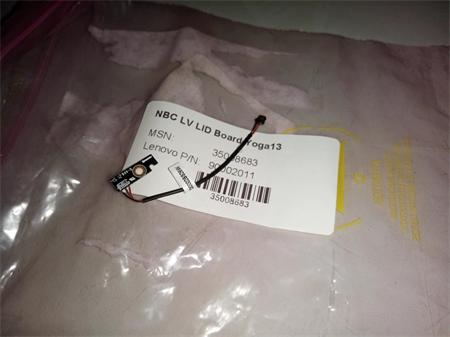 NBC LV LID Board Yoga13
MSN: 35008683
Lenovo P/N: 90002011
35008683